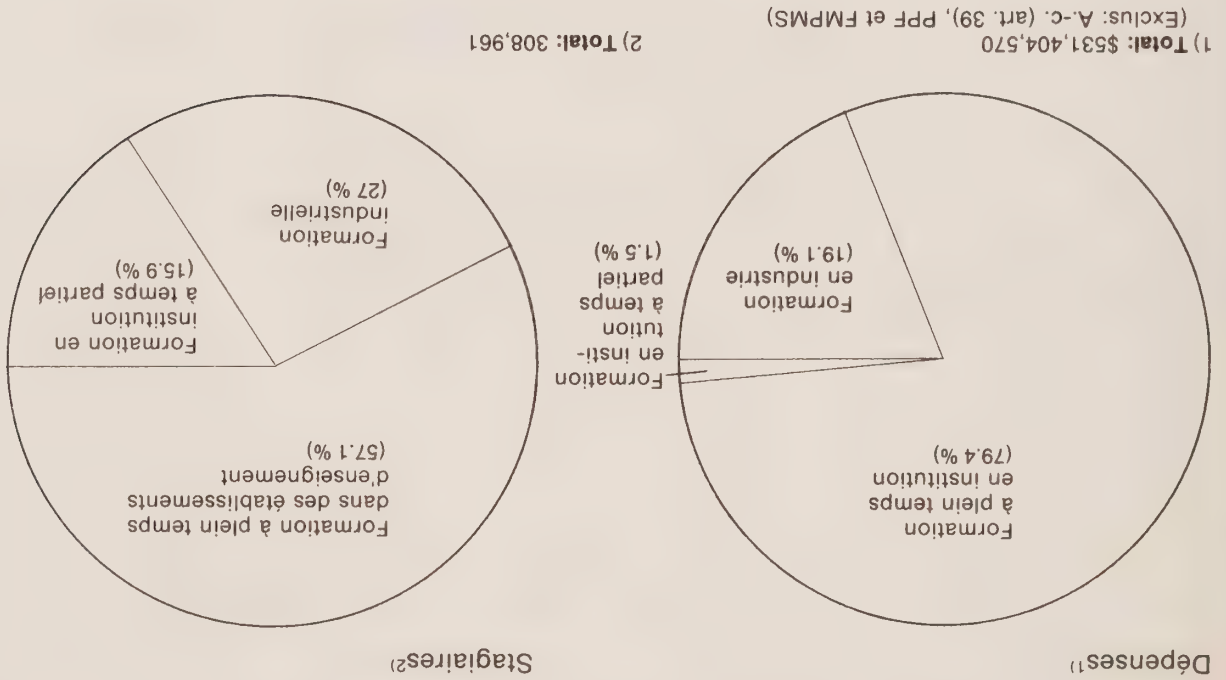 Dépenses¹⁾
Formation
à plein temps
en institution
(79.4 %)
Formation
en insti-
tution
à temps
partiel
(1.5 %)
Formation
en industrie
(19.1 %)
1) Total: $531,404,570
(Exclus: A.-c. (art. 39), PPF et FMPMS)
Stagiaires²⁾
Formation à plein temps
dans des établissements
d'enseignement
(57.1 %)
Formation en
institution
à temps partiel
(15.9 %)
Formation
industrielle
(27 %)
2) Total: 308,961